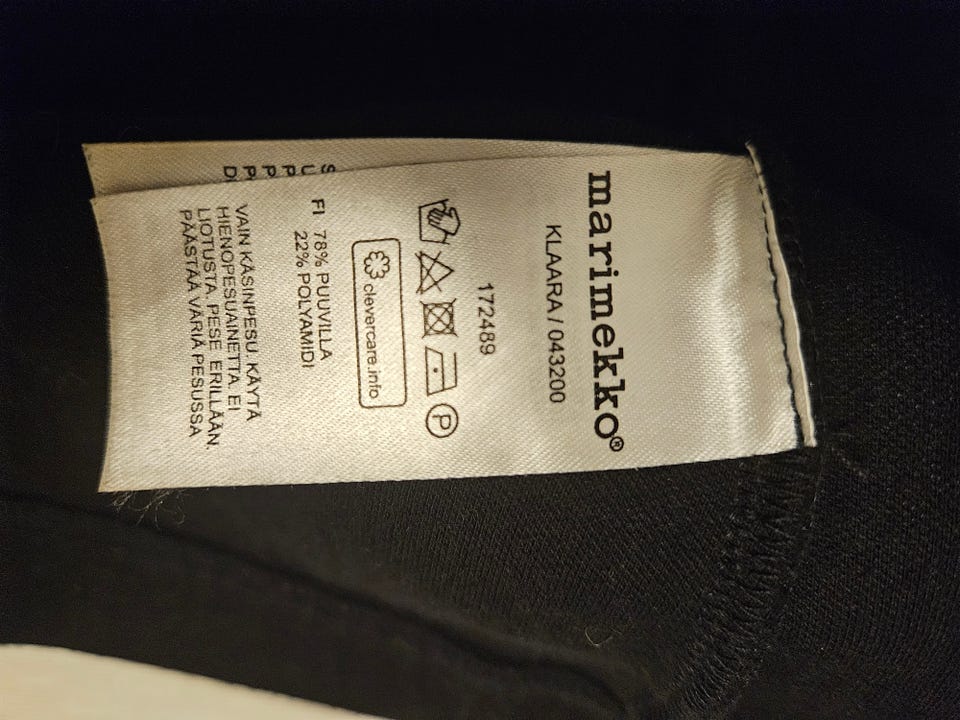 marimekko®
KLAARA / 043200
172489
P
clevercare.info
FI 78% PUUVILLA
22% POLYAMIDI
VAIN KÄSINPESU. KÄYTÄ
HIENOPESUAINETTA. EI
LIOTUSTA. PESE ERILLÄÄN.
PÄÄSTÄÄ VÄRIÄ PESUSSA